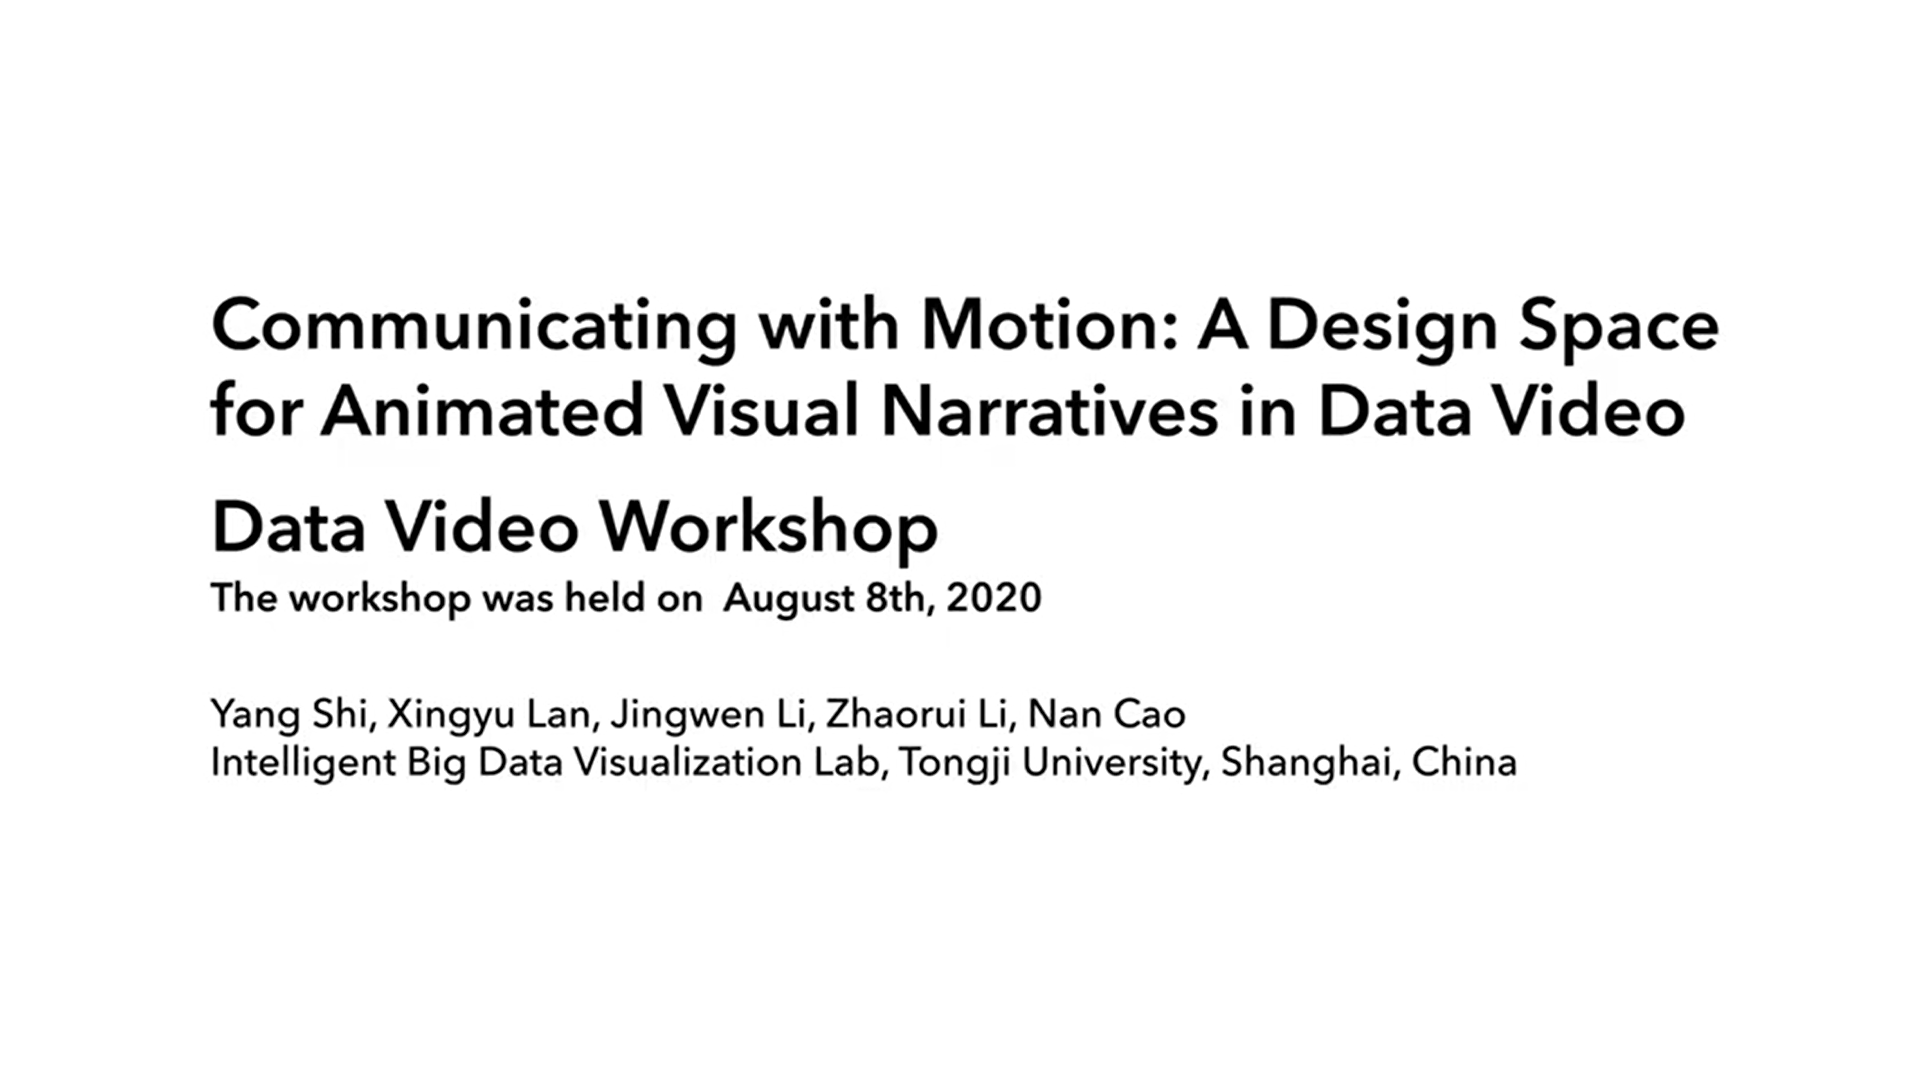 Communicating with Motion: A Design Space
for Animated Visual Narratives in Data Video
Data Video Workshop
The workshop was held on  August 8th, 2020
Yang Shi, Xingyu Lan, Jingwen Li, Zhaorui Li, Nan Cao
Intelligent Big Data Visualization Lab, Tongji University, Shanghai, China